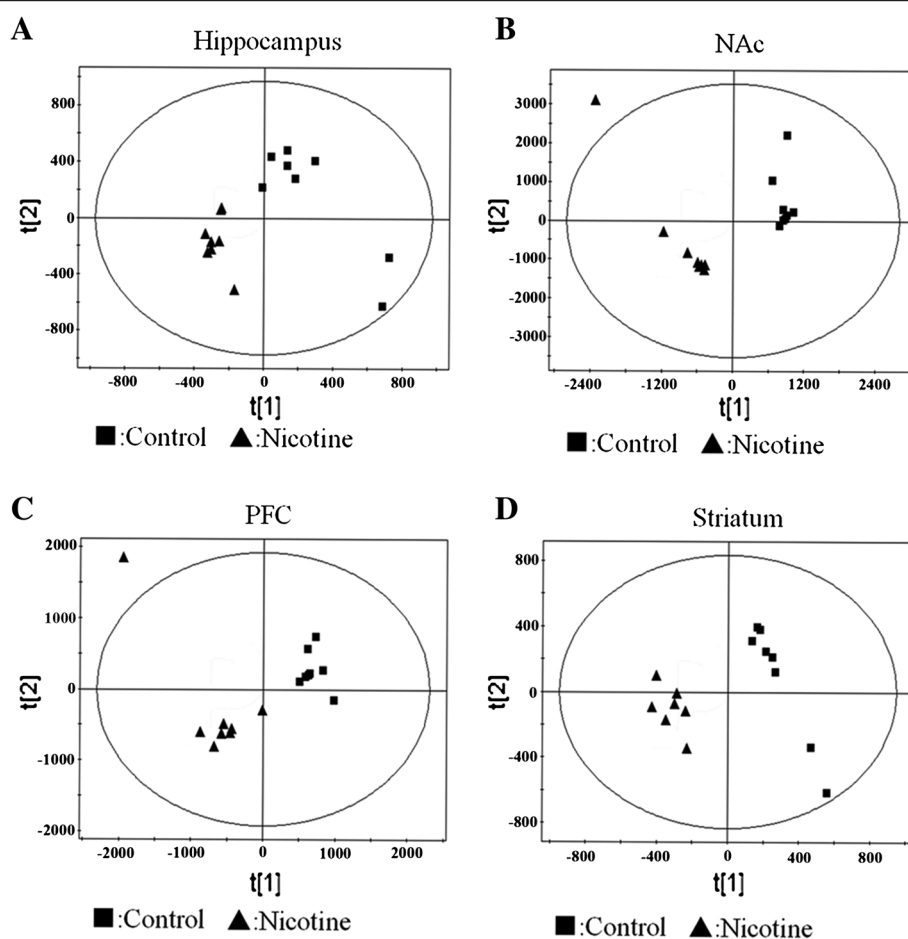 A
Hippocampus
800
400
0
-400
-800
t[2]
-800 -400 0 400 800
t[1]
:Control :Nicotine
B
NAc
3000
2000
1000
0
-1000
-2000
-3000
t[2]
-2400 -1200 0 1200 2400
t[1]
:Control :Nicotine
C
PFC
2000
1000
0
-1000
-2000
t[2]
-2000 -1000 0 1000 2000
t[1]
:Control :Nicotine
D
Striatum
800
400
0
-400
-800
t[2]
-800 -400 0 400 800
t[1]
:Control :Nicotine